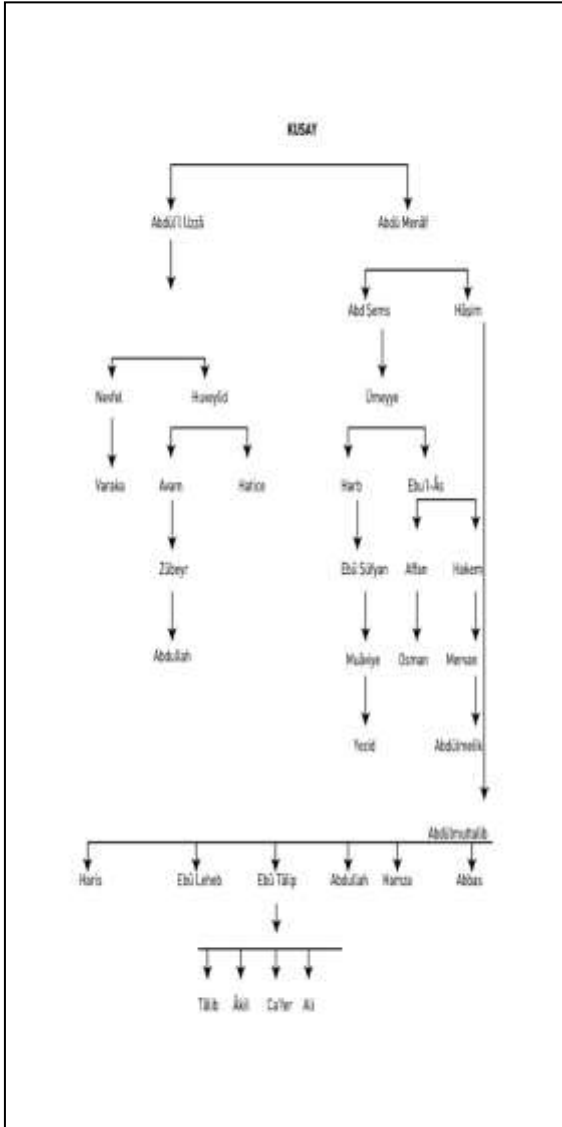 KUSAY
Abdü'l Uzzâ Abdü Menâf
Abd Şems Hâşim
Nevfel Huveylid Ümeyye
Varaka Avam Hatice Harb Ebu'l-Âs
Zübeyr Ebû Süfyan Affan Hakem
Abdullah Muâviye Osman Mervan
Yezid Abdülmelik
Abdülmuttalib
Haris Ebû Leheb Ebû Tâlip Abdullah Hamza Abbas
Tâlib Âkil Ca'fer Ali